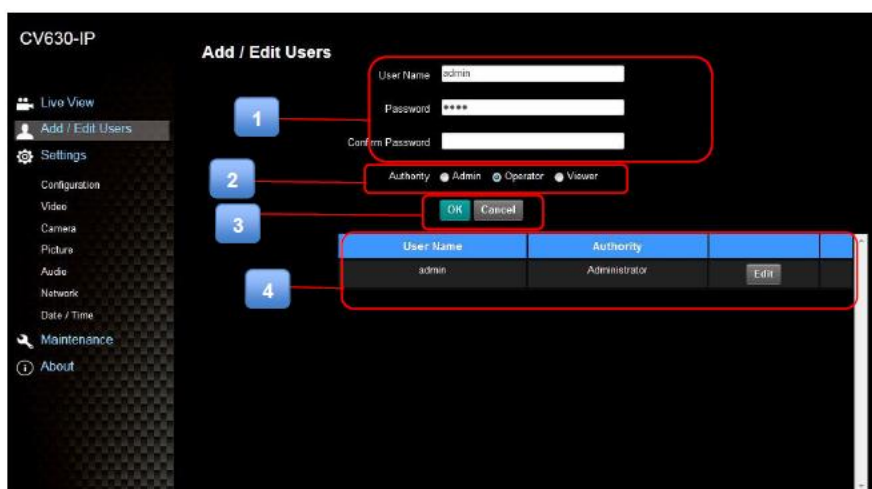 CV630-IP
Add / Edit Users
User Name admin
Live View
Password ****
1
Add / Edit Users
Confirm Password
Settings
Authority Admin Operator Viewer
2
Configuration
OK Cancel
Video
3
Camera
User Name Authority
Picture
admin Administrator Edit
Audio
4
Network
Date / Time
Maintenance
About